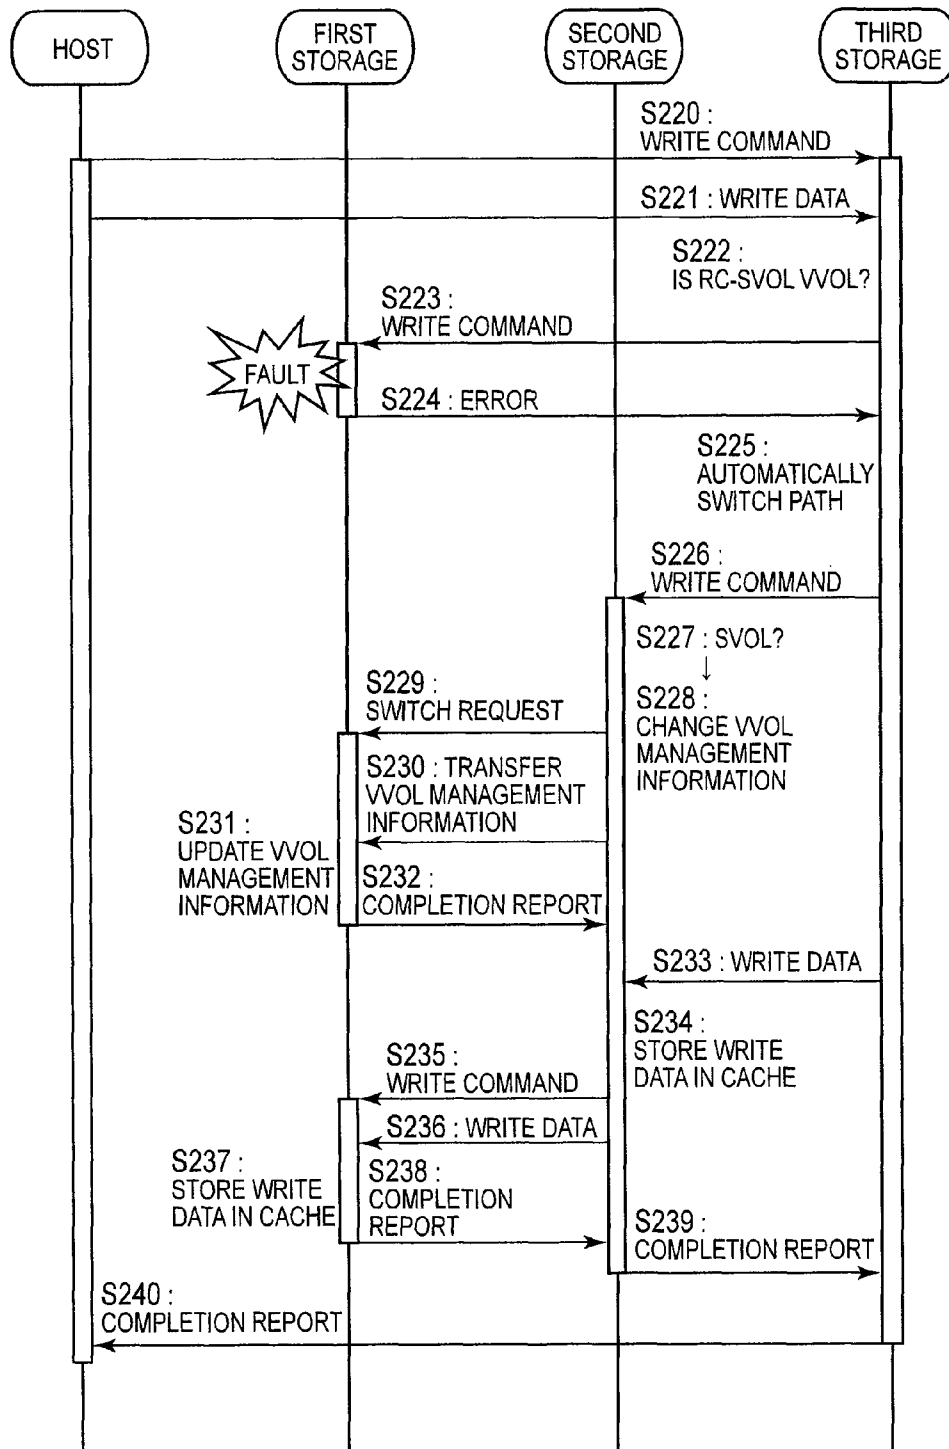 HOST
FIRST
STORAGE
SECOND
STORAGE
THIRD
STORAGE
S220 :
WRITE COMMAND
S221 : WRITE DATA
S222 :
IS RC-SVOL VVOL?
S223 :
WRITE COMMAND
FAULT
S224 : ERROR
S225 :
AUTOMATICALLY
SWITCH PATH
S226 :
WRITE COMMAND
S227 : SVOL?
↓
S228 :
CHANGE VVOL
MANAGEMENT
INFORMATION
S229 :
SWITCH REQUEST
S230 : TRANSFER
VVOL MANAGEMENT
INFORMATION
S231 :
UPDATE VVOL
MANAGEMENT
INFORMATION
S232 :
COMPLETION REPORT
S233 : WRITE DATA
S234 :
STORE WRITE
DATA IN CACHE
S235 :
WRITE COMMAND
S236 : WRITE DATA
S237 :
STORE WRITE
DATA IN CACHE
S238 :
COMPLETION
REPORT
S239 :
COMPLETION REPORT
S240 :
COMPLETION REPORT